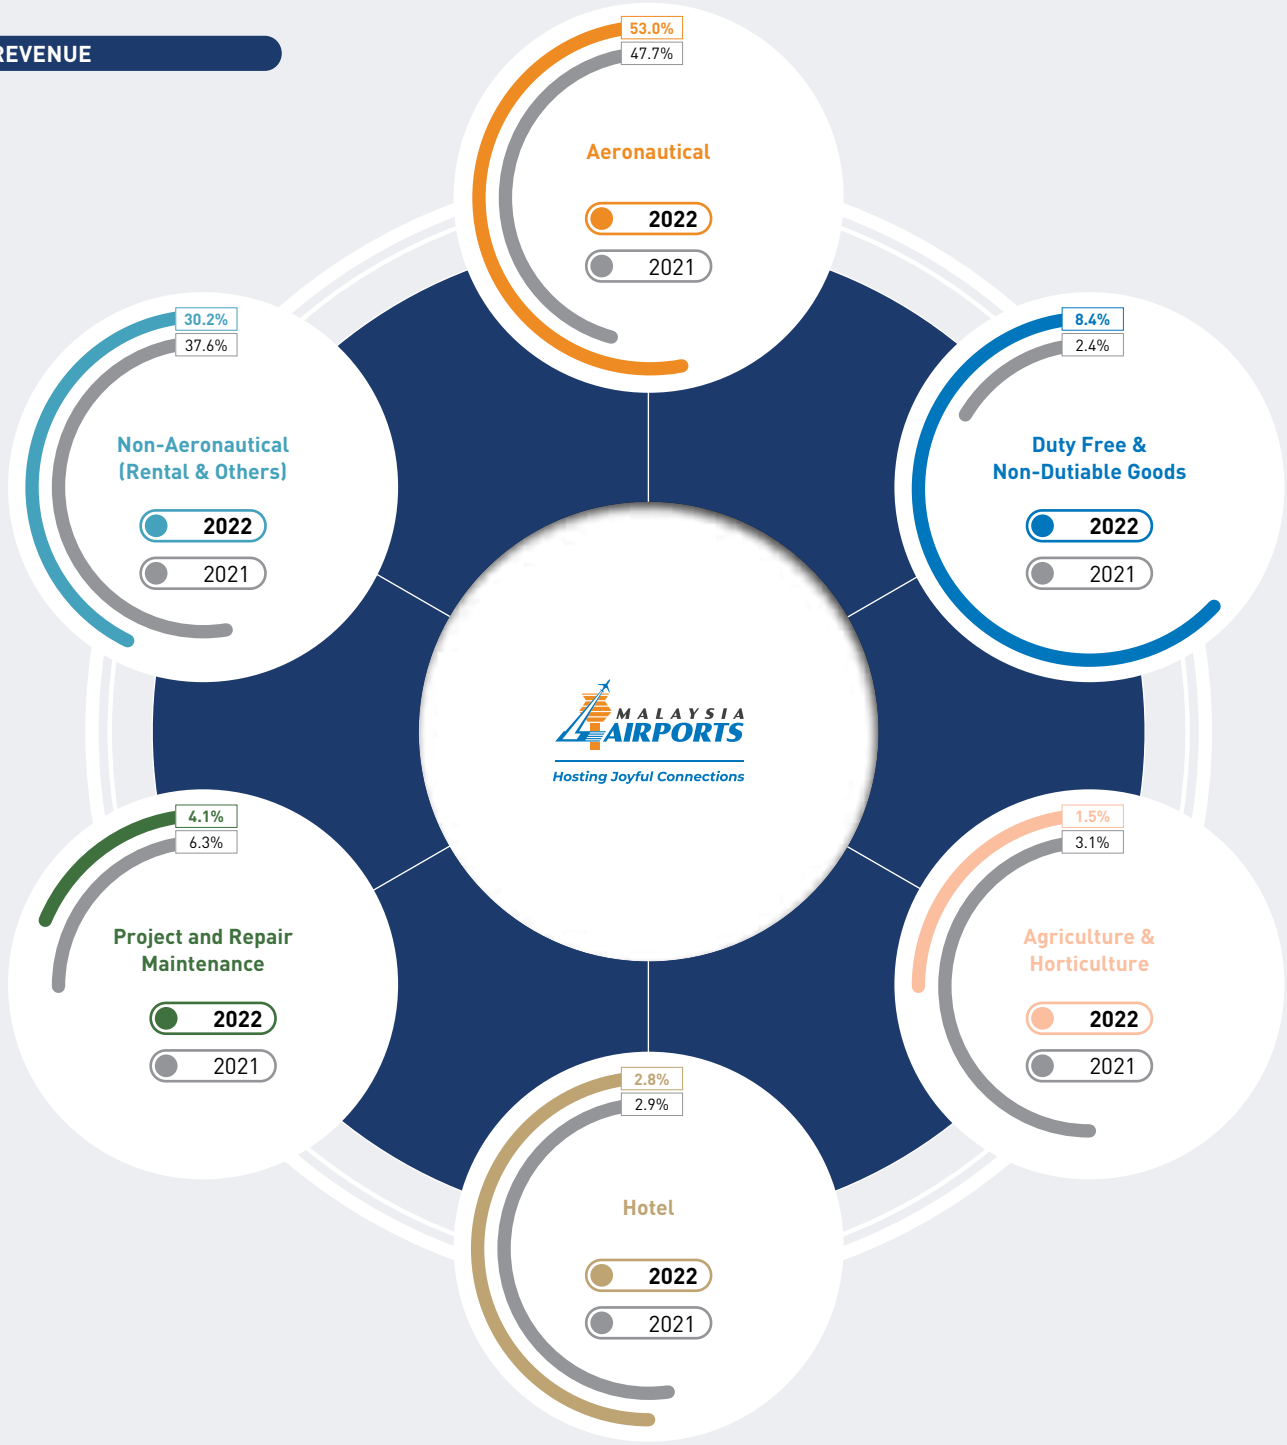 REVENUE
53.0%
47.7%
Aeronautical
2022
2021
30.2%
37.6%
Non-Aeronautical
(Rental & Others)
2022
2021
8.4%
2.4%
Duty Free &
Non-Dutiable Goods
2022
2021
MALAYSIA
AIRPORTS
Hosting Joyful Connections
4.1%
6.3%
Project and Repair
Maintenance
2022
2021
1.5%
3.1%
Agriculture &
Horticulture
2022
2021
2.8%
2.9%
Hotel
2022
2021